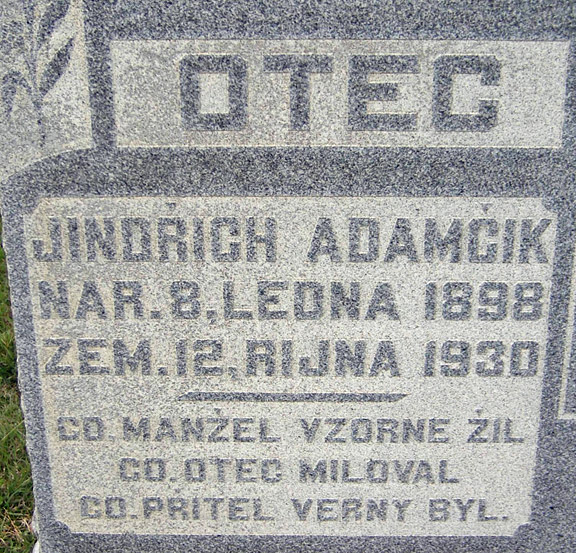 OTEC
JINDŘICH ADAMČIK
NAR. 8. LEDNA 1898
ZEM. 12. RIJNA 1930
CO. MANŽEL VZORNE ŽIL
CO. OTEC MILOVAL
CO. PRITEL VERNY BYL.